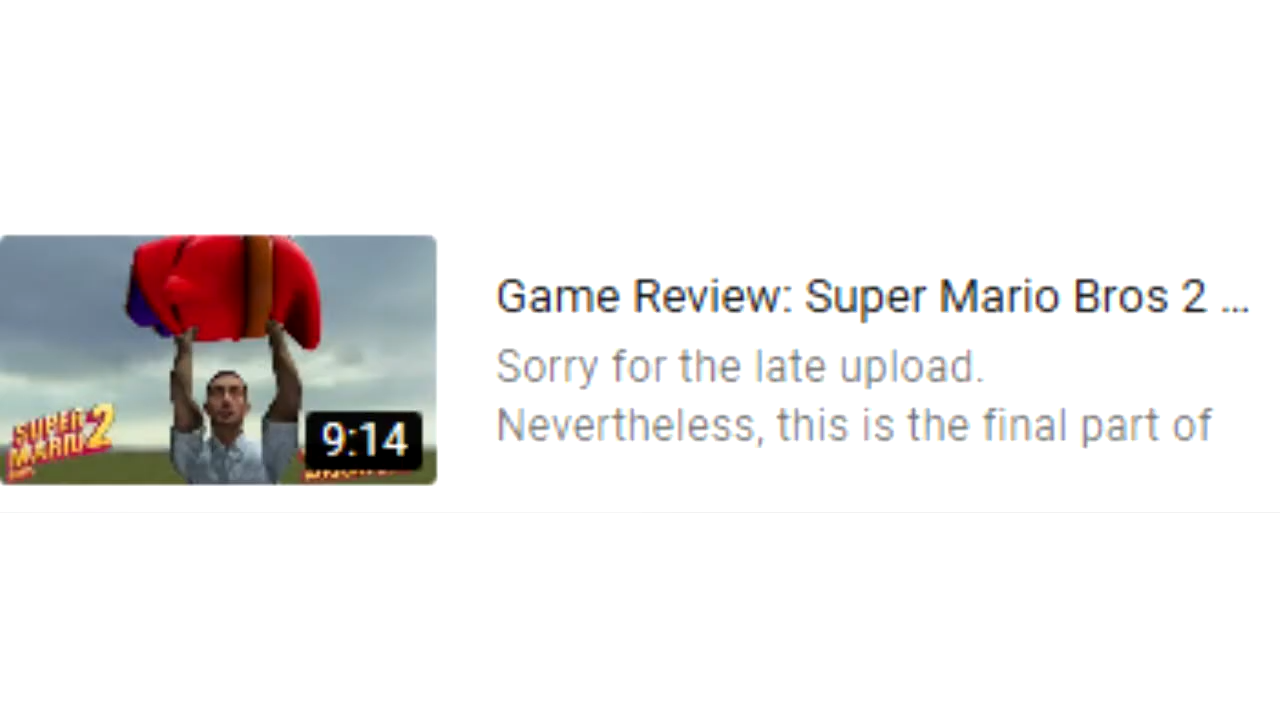 SUPER
MARIO 2
9:14
Game Review: Super Mario Bros 2 ...
Sorry for the late upload.
Nevertheless, this is the final part of